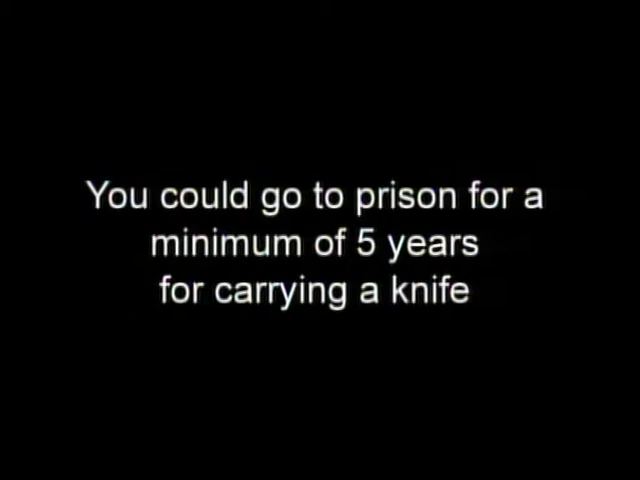 You could go to prison for a
minimum of 5 years
for carrying a knife